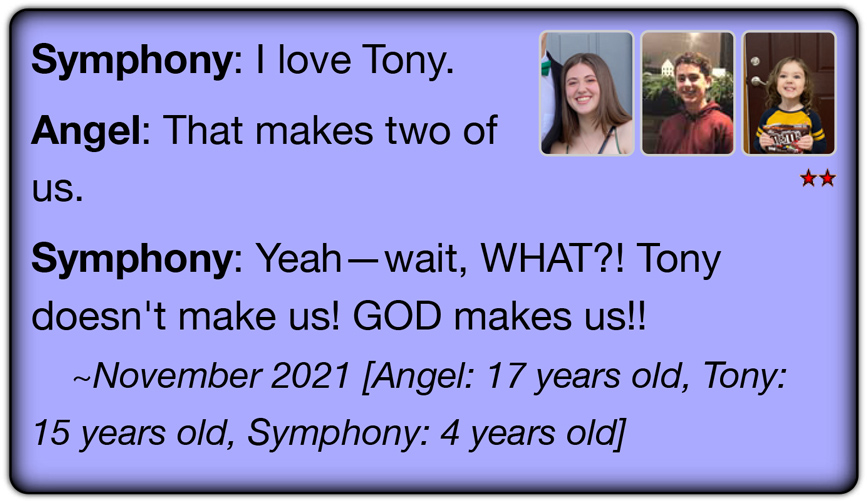 Symphony: I love Tony.
Angel: That makes two of
us.
Symphony: Yeah—wait, WHAT?! Tony
doesn't make us! GOD makes us!!
~November 2021 [Angel: 17 years old, Tony:
15 years old, Symphony: 4 years old]